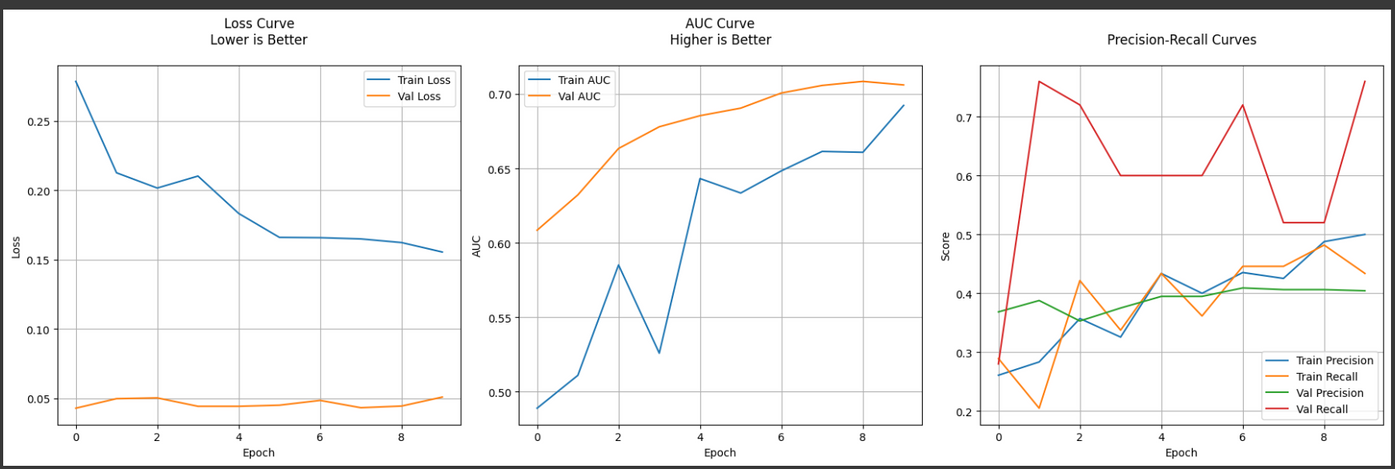 Loss Curve
Lower is Better
Train Loss
Val Loss
0.25
0.20
0.15
0.10
0.05
Loss
0 2 4 6 8
Epoch
AUC Curve
Higher is Better
Train AUC
Val AUC
0.70
0.65
0.60
0.55
0.50
AUC
0 2 4 6 8
Epoch
Precision-Recall Curves
0.7
0.6
0.5
0.4
0.3
0.2
Score
Train Precision
Train Recall
Val Precision
Val Recall
0 2 4 6 8
Epoch